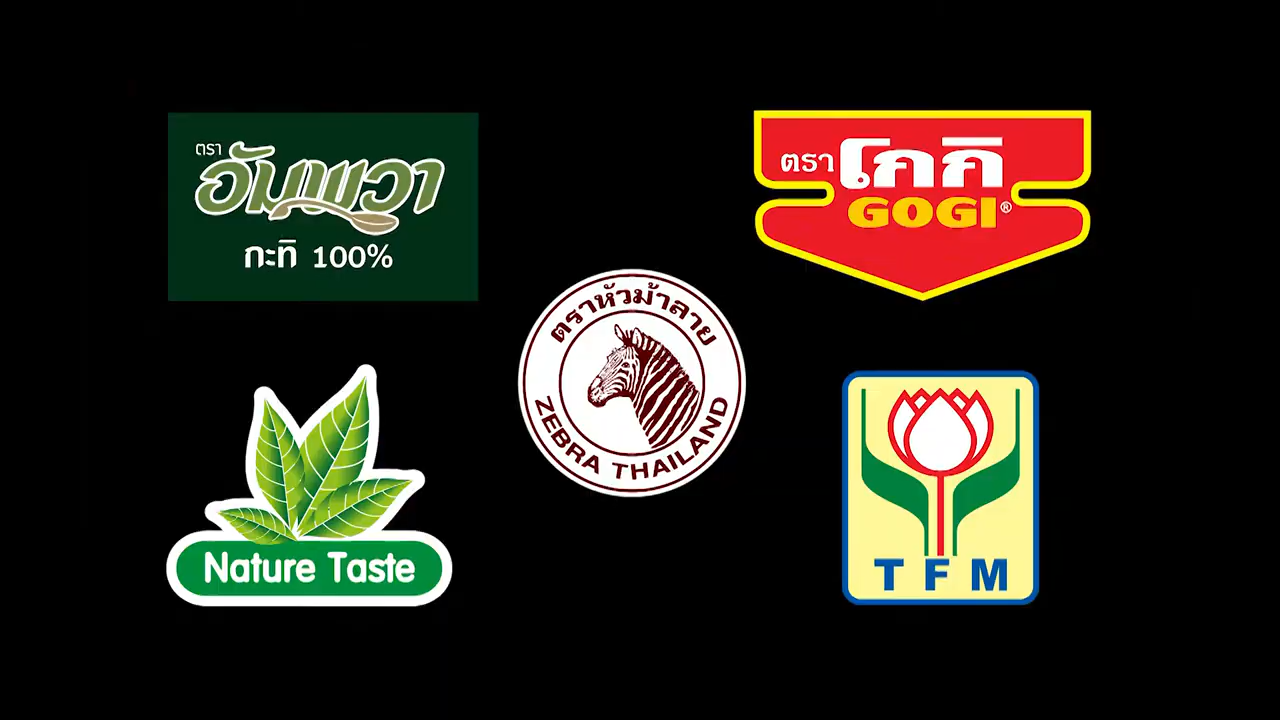 ตรา
อัมพวา
กะทิ 100%
ตรา โกกิ
GOGI®
ตราหัวม้าลาย
ZEBRA THAILAND
Nature Taste
TFM